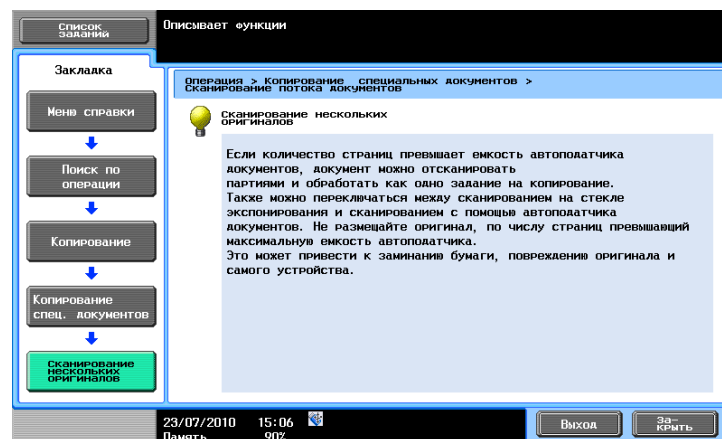 Список
заданий
Описывает функции
Закладка
Меню справки
Поиск по
операции
Копирование
Копирование
спец. документов
Сканирование
нескольких
оригиналов
Операция > Копирование специальных документов >
Сканирование потока документов
Сканирование нескольких
оригиналов
Если количество страниц превышает емкость автоподатчика
документов, документ можно отсканировать
партиями и обработать как одно задание на копирование.
Также можно переключаться между сканированием на стекле
экспонирования и сканированием с помощью автоподатчика
документов. Не размещайте оригинал, по числу страниц превышающий
максимальную емкость автоподатчика.
Это может привести к заминанию бумаги, повреждению оригинала и
самого устройства.
23/07/2010 15:06
Память 90%
Выход
За-
крыть